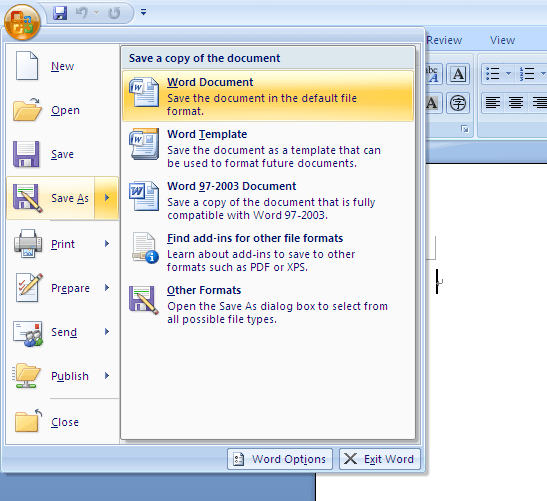 Review View
New
Open
Save
Save As
Print
Prepare
Send
Publish
Close
Save a copy of the document
Word Document
Save the document in the default file
format.
Word Template
Save the document as a template that can
be used to format future documents.
Word 97-2003 Document
Save a copy of the document that is fully
compatible with Word 97-2003.
Find add-ins for other file formats
Learn about add-ins to save to other
formats such as PDF or XPS.
Other Formats
Open the Save As dialog box to select from
all possible file types.
Word Options Exit Word